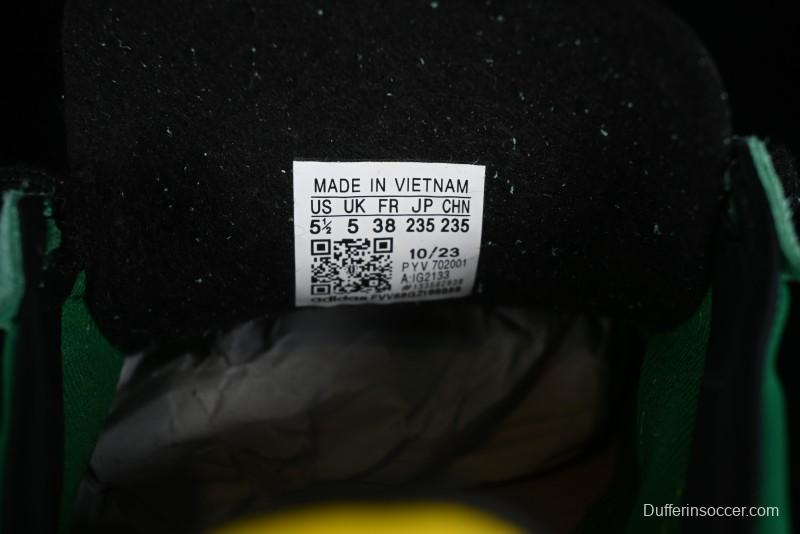 MADE IN VIETNAM
US UK FR JP CHN
5½ 5 38 235 235
10/23
PYV 702001
A:IG2133
adidas
Dufferinsoccer.com